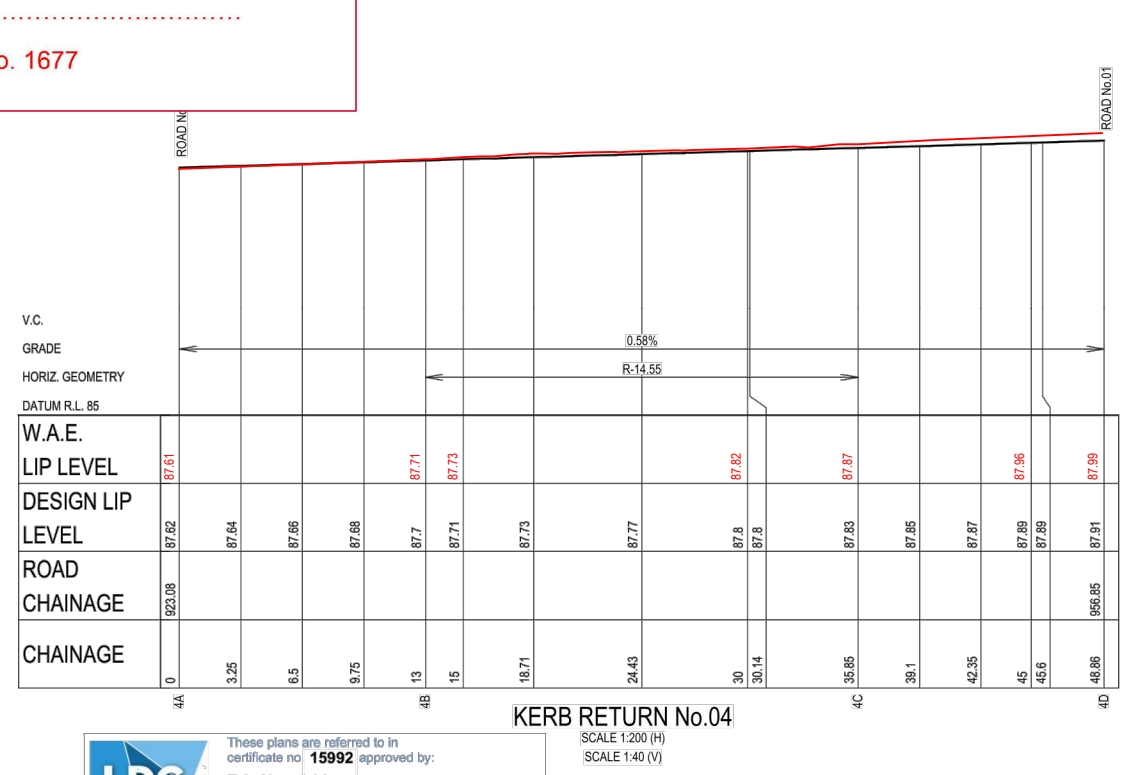 o. 1677
ROAD No
ROAD No.01
V.C.
GRADE
0.58%
HORIZ. GEOMETRY
R-14.55
DATUM R.L. 85
W.A.E.
LIP LEVEL
87.61 87.71 87.73 87.82 87.87 87.96 87.99
DESIGN LIP
LEVEL
87.62 87.64 87.66 87.68 87.7 87.71 87.73 87.77 87.8 87.8 87.83 87.85 87.87 87.89 87.89 87.91
ROAD
CHAINAGE
923.08 956.85
CHAINAGE
0 3.25 6.5 9.75 13 15 18.71 24.43 30 30.14 35.85 39.1 42.35 45 45.6 48.86
4A 4B 4C 4D
KERB RETURN No.04
SCALE 1:200 (H)
SCALE 1:40 (V)
These plans are referred to in
certificate no 15992 approved by: